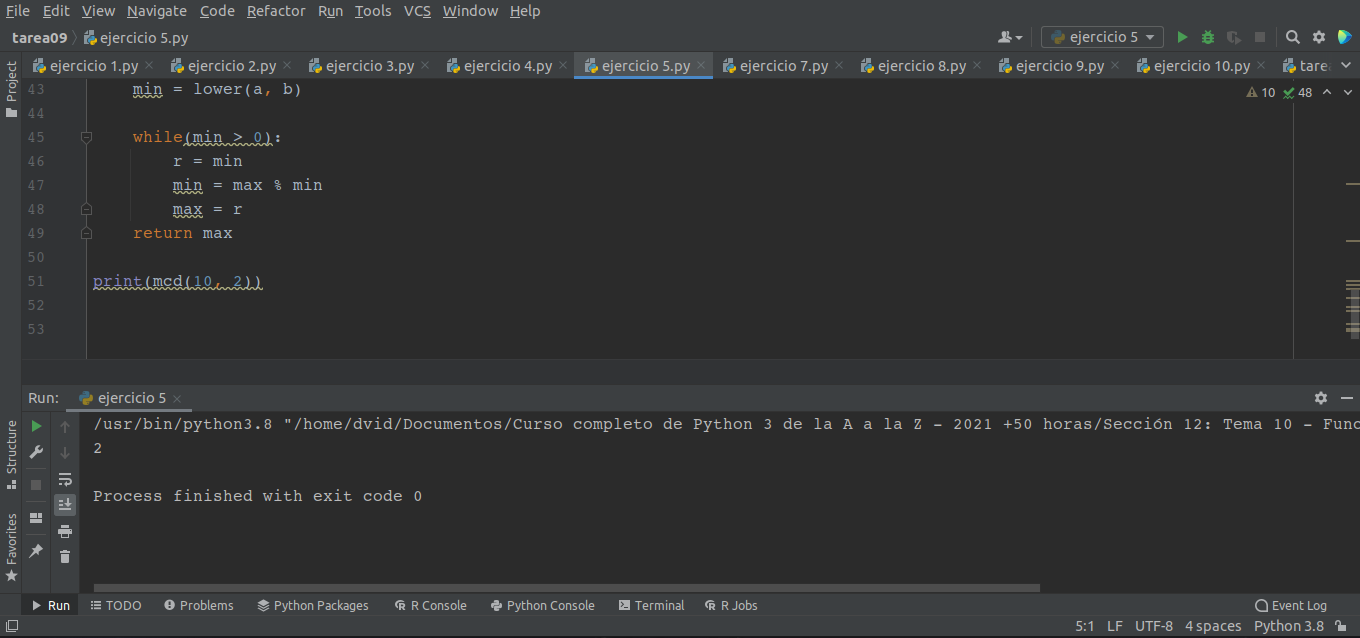 File Edit View Navigate Code Refactor Run Tools VCS Window Help
tarea09 ejercicio 5.py ejercicio 5
ejercicio 1.py ejercicio 2.py ejercicio 3.py ejercicio 4.py ejercicio 5.py ejercicio 7.py ejercicio 8.py ejercicio 9.py ejercicio 10.py tare
Project
43 min = lower(a, b)
10 48
44
45 while(min > 0):
46 r = min
47 min = max % min
48 max = r
49 return max
50
51 print(mcd(10, 2))
52
53
Run: ejercicio 5
/usr/bin/python3.8 "/home/dvid/Documentos/Curso completo de Python 3 de la A a la Z - 2021 +50 horas/Sección 12: Tema 10 - Func
2
Process finished with exit code 0
Structure
Favorites
Run TODO Problems Python Packages R Console Python Console Terminal R Jobs Event Log
5:1 LF UTF-8 4 spaces Python 3.8